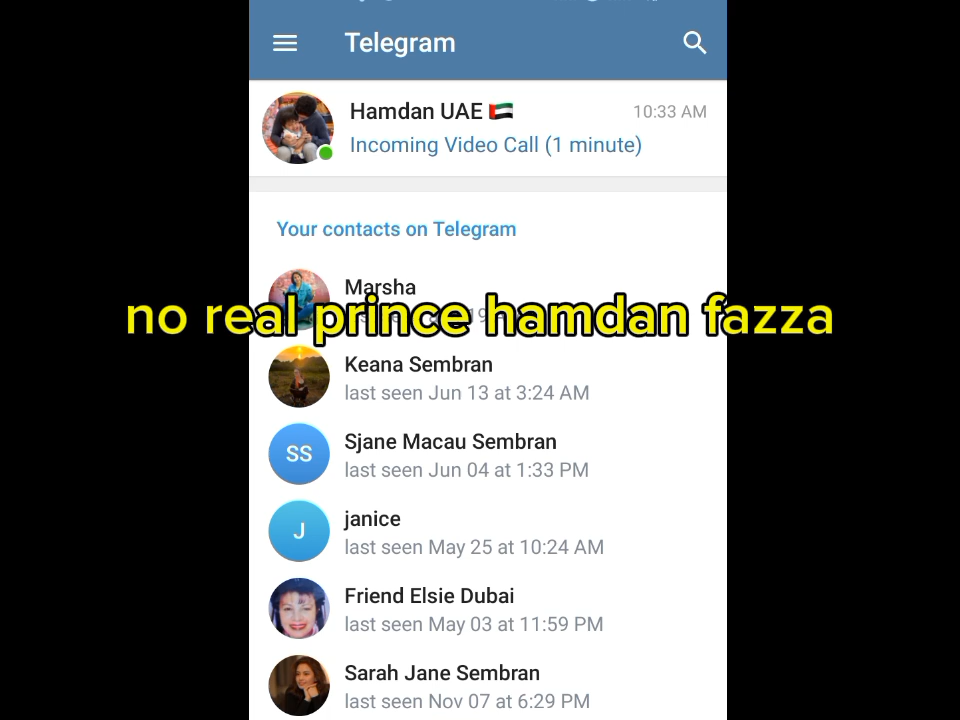 Telegram
Hamdan UAE 🇦🇪 10:33 AM
Incoming Video Call (1 minute)
Your contacts on Telegram
Marsha
no real prince hamdan fazza
Keana Sembran
last seen Jun 13 at 3:24 AM
SS
Sjane Macau Sembran
last seen Jun 04 at 1:33 PM
J
janice
last seen May 25 at 10:24 AM
Friend Elsie Dubai
last seen May 03 at 11:59 PM
Sarah Jane Sembran
last seen Nov 07 at 6:29 PM